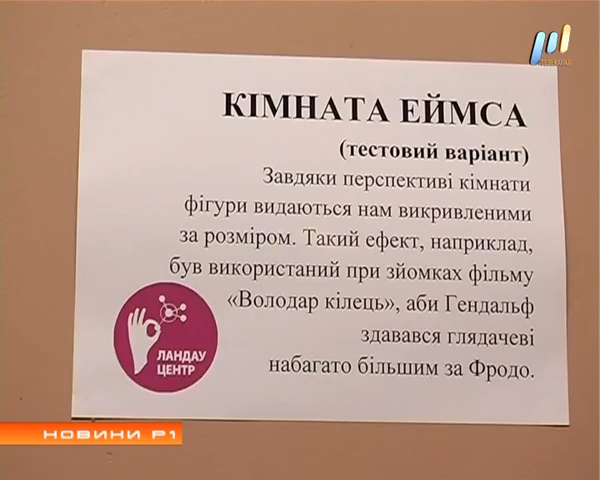 КІМНАТА ЕЙМСА
(тестовий варіант)
Завдяки перспективі кімнати
фігури видаються нам викривленими
за розміром. Такий ефект, наприклад,
був використаний при зйомках фільму
«Володар кілець», аби Гендальф
здавався глядачеві
набагато більшим за Фродо.
ЛАНДАУ
ЦЕНТР
НОВИНИ Р1